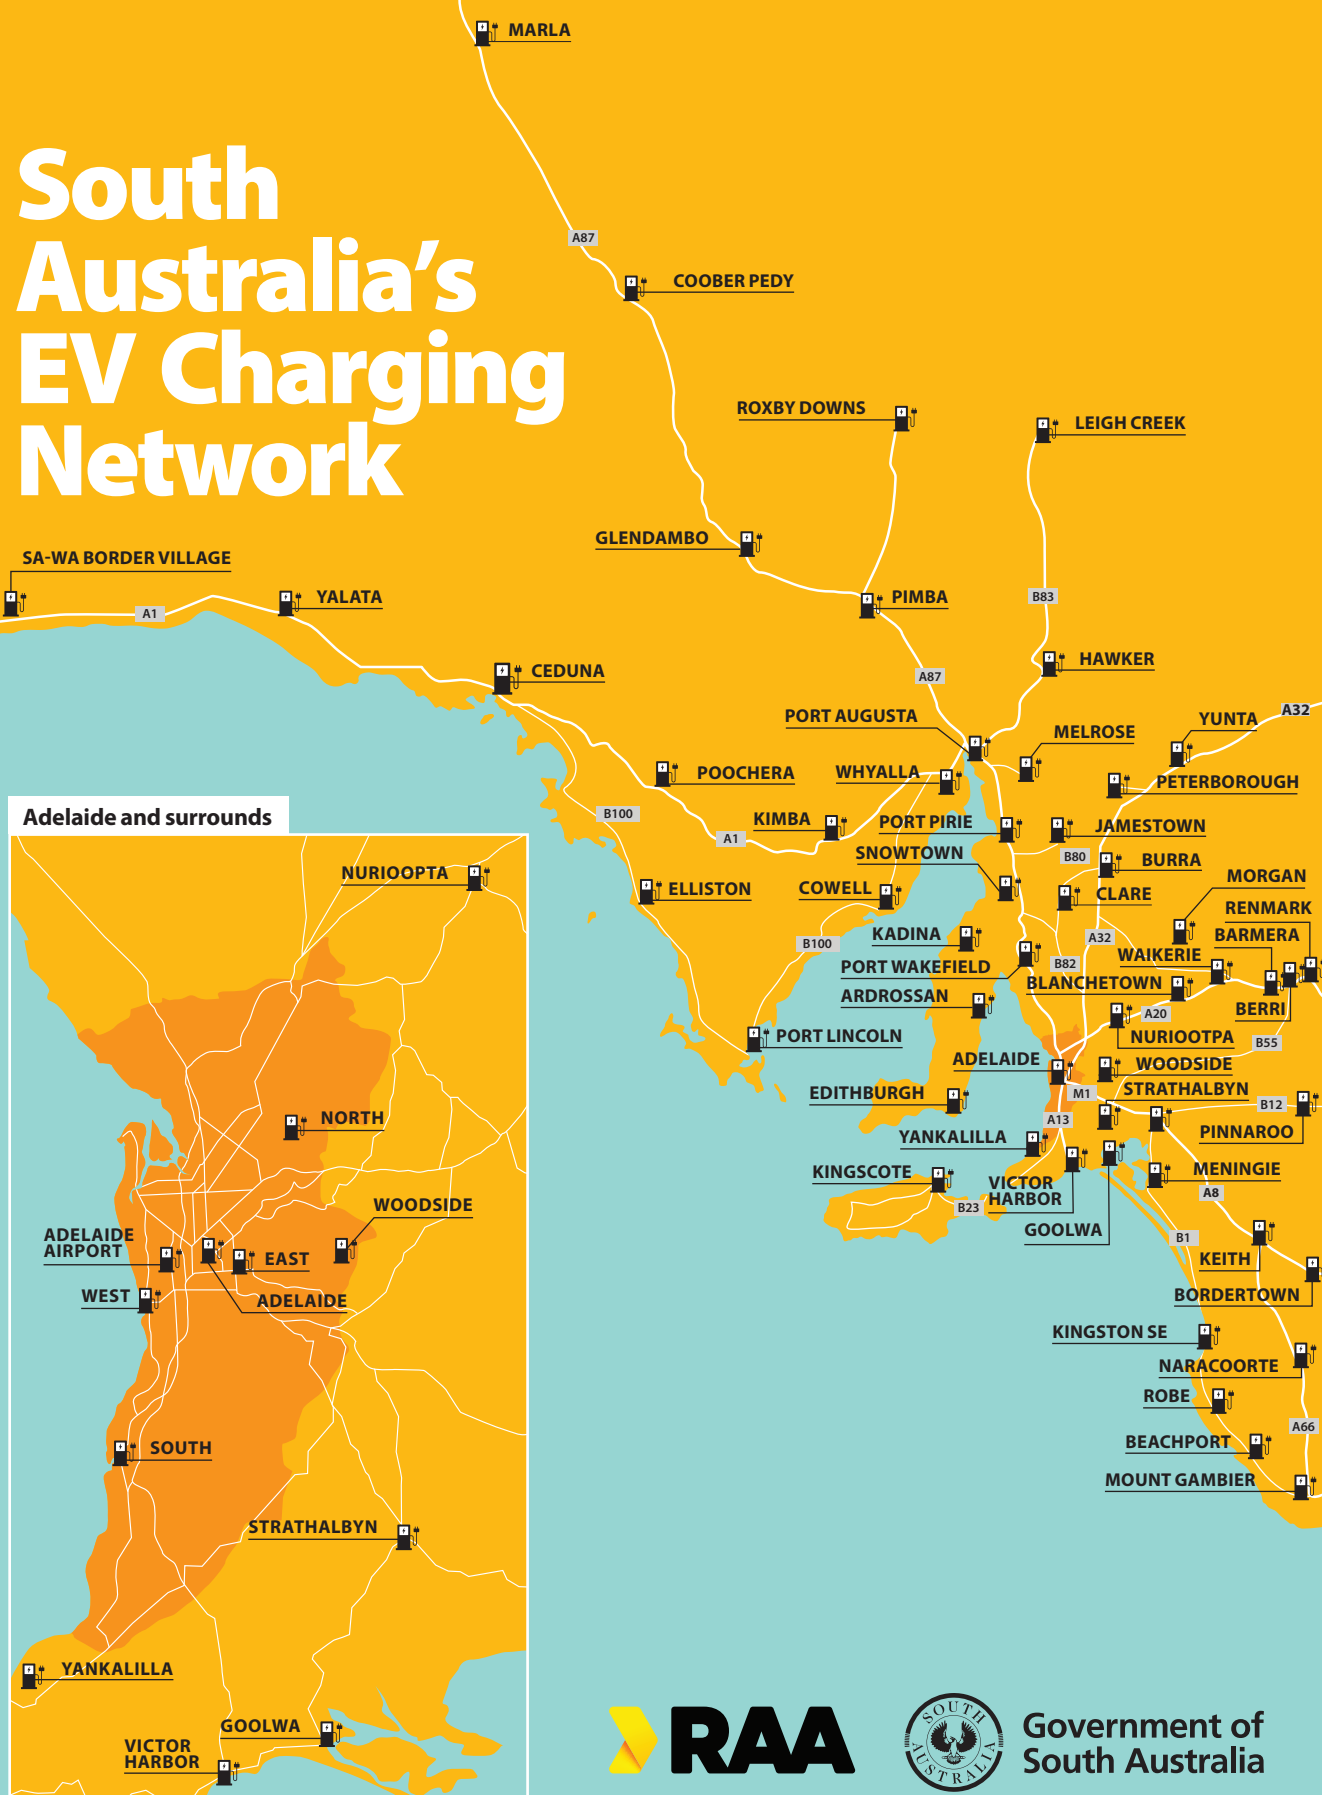 MARLA
South
Australia's
EV Charging
Network
A87
COOBER PEDY
ROXBY DOWNS
LEIGH CREEK
GLENDAMBO
SA-WA BORDER VILLAGE
YALATA
A1
PIMBA
B83
CEDUNA
HAWKER
A87
PORT AUGUSTA
A32
YUNTA
MELROSE
POOCHERA
WHYALLA
PETERBOROUGH
B100
KIMBA
PORT PIRIE
JAMESTOWN
A1
SNOWTOWN
B80
BURRA
ELLISTON
COWELL
CLARE
MORGAN
RENMARK
BARMERA
KADINA
A32
B100
WAIKERIE
PORT WAKEFIELD
B82
BLANCHETOWN
ARDROSSAN
BERRI
A20
PORT LINCOLN
NURIOOTPA
B55
ADELAIDE
WOODSIDE
EDITHBURGH
M1
STRATHALBYN
B12
A13
PINNAROO
YANKALILLA
KINGSCOTE
MENINGIE
VICTOR
HARBOR
A8
B23
GOOLWA
B1
KEITH
BORDERTOWN
KINGSTON SE
NARACOORTE
ROBE
A66
BEACHPORT
MOUNT GAMBIER
Adelaide and surrounds
NURIOOPTA
NORTH
WOODSIDE
ADELAIDE
AIRPORT
EAST
WEST
ADELAIDE
SOUTH
STRATHALBYN
YANKALILLA
GOOLWA
VICTOR
HARBOR
RAA
SOUTH
AUSTRALIA
Government of
South Australia